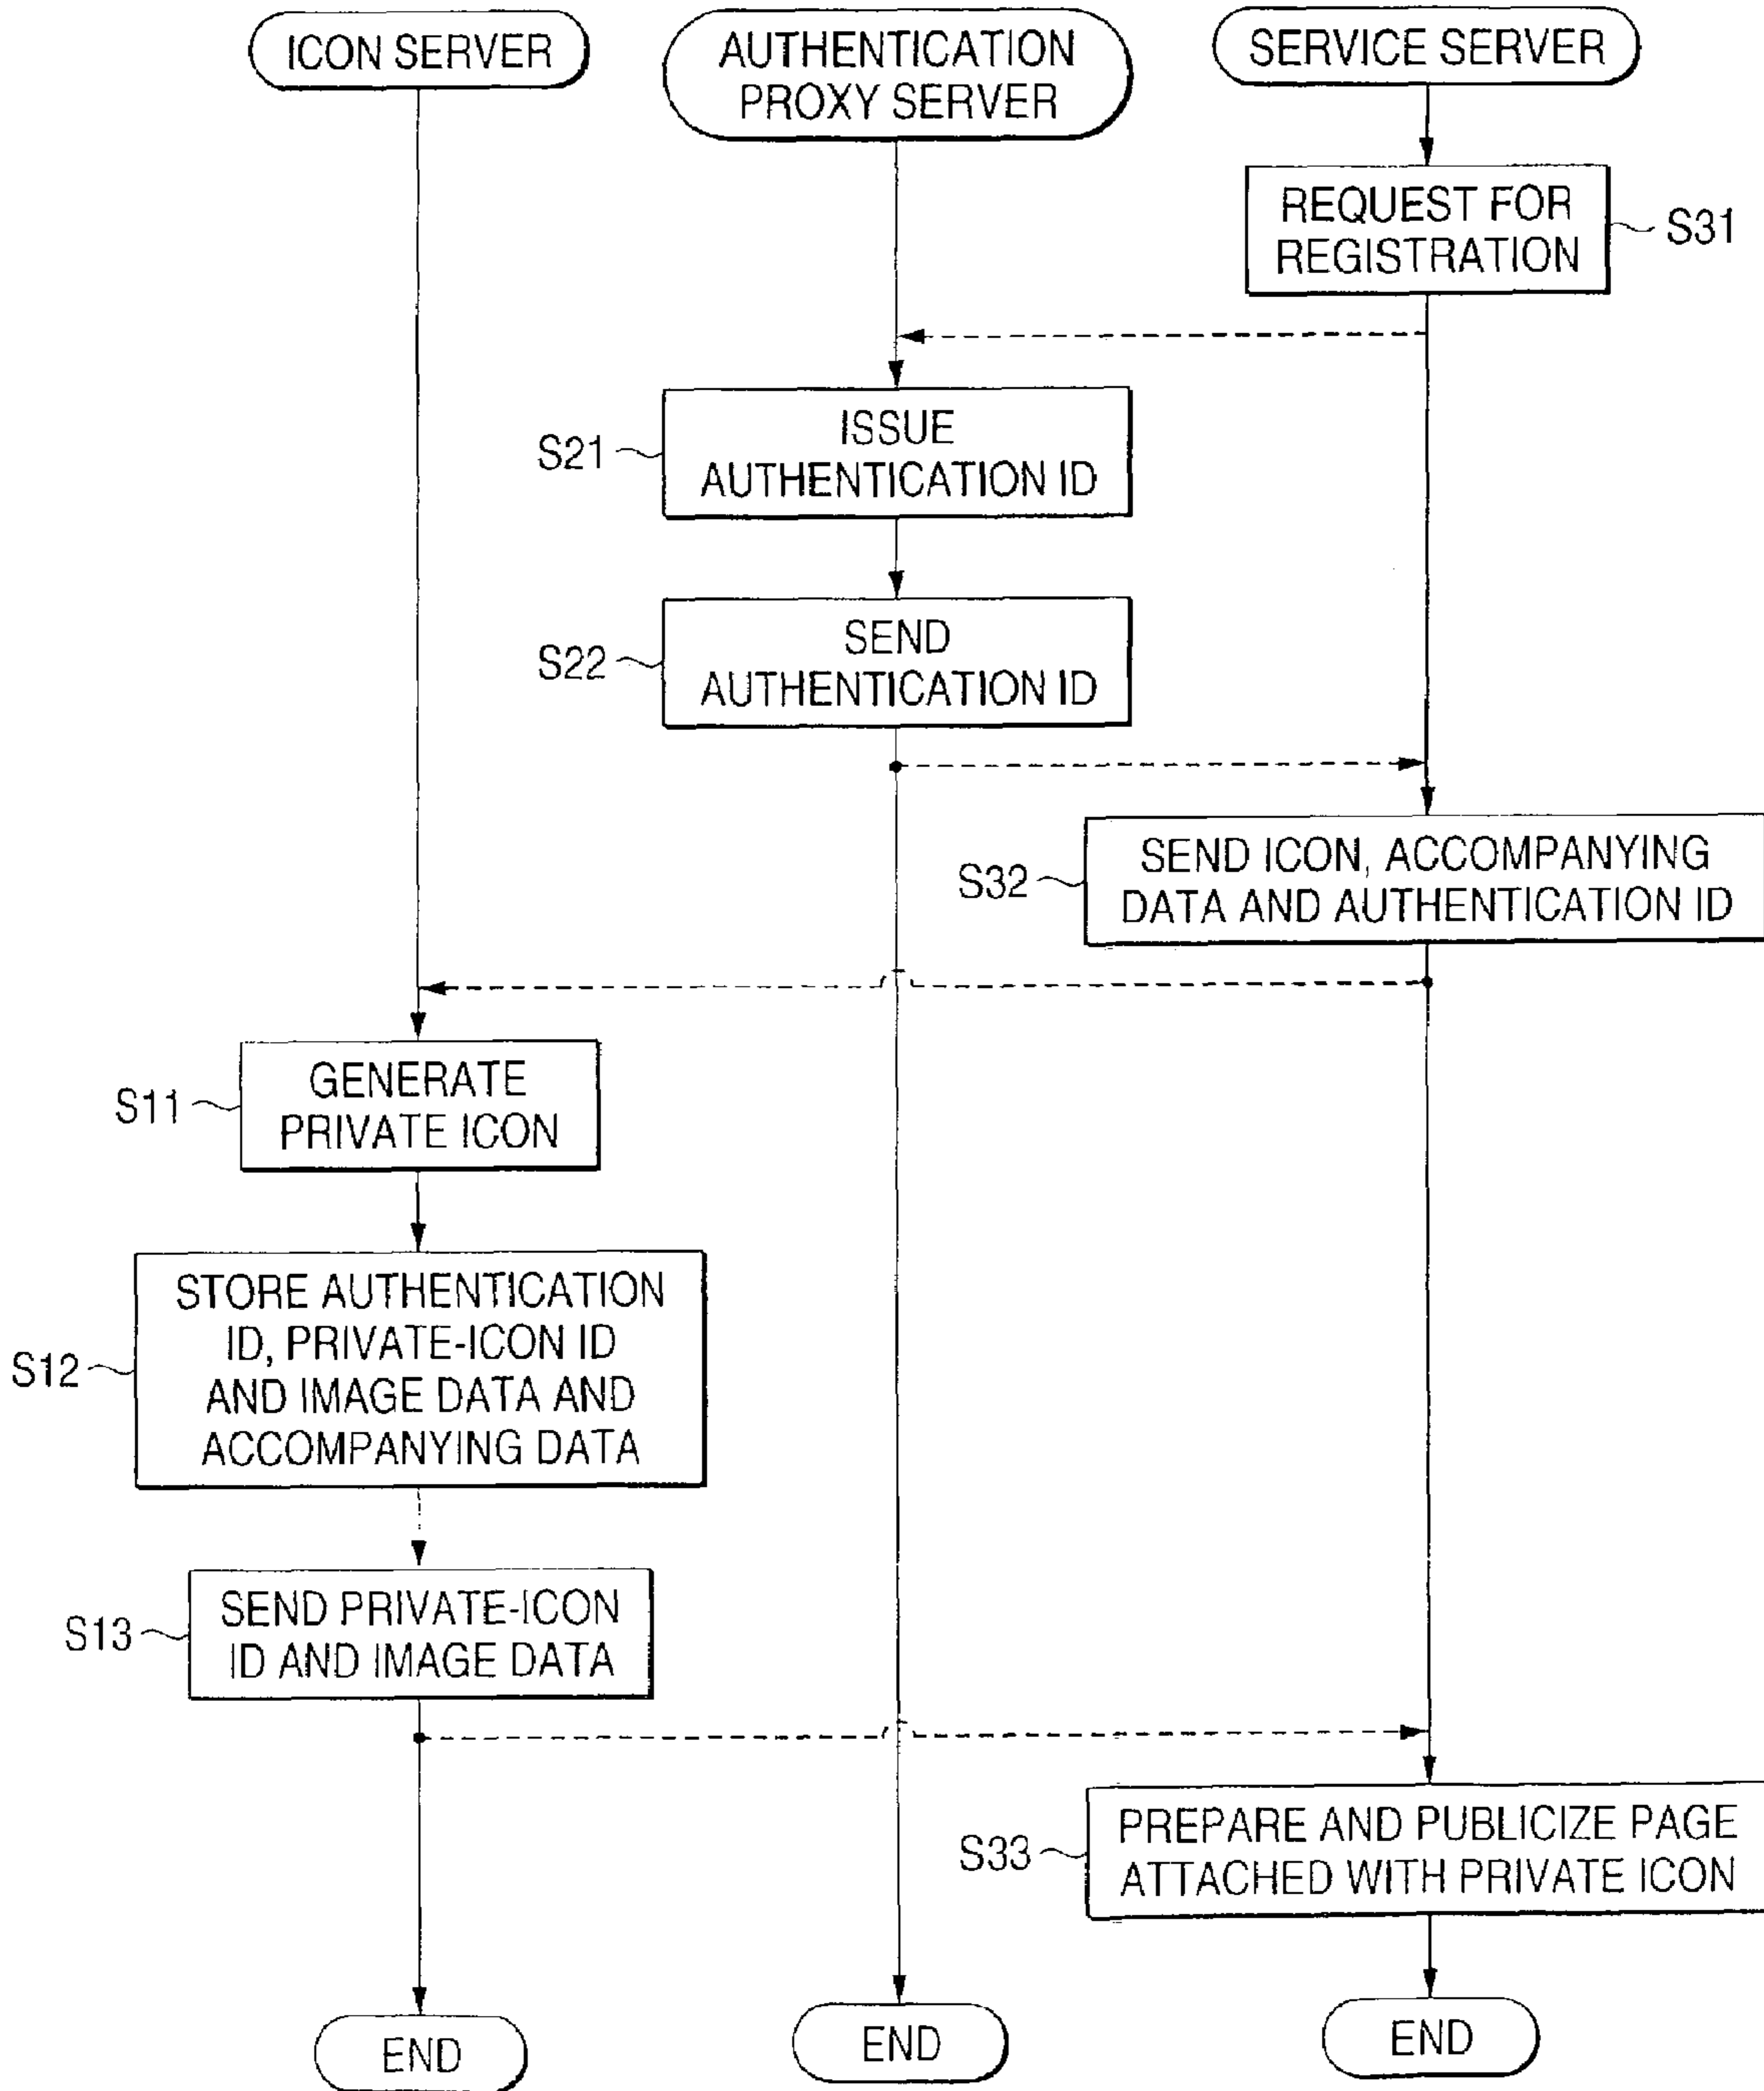 ICON SERVER
AUTHENTICATION
PROXY SERVER
SERVICE SERVER
REQUEST FOR
REGISTRATION
S31
S21
ISSUE
AUTHENTICATION ID
S22
SEND
AUTHENTICATION ID
S32
SEND ICON, ACCOMPANYING
DATA AND AUTHENTICATION ID
S11
GENERATE
PRIVATE ICON
S12
STORE AUTHENTICATION
ID, PRIVATE-ICON ID
AND IMAGE DATA AND
ACCOMPANYING DATA
S13
SEND PRIVATE-ICON
ID AND IMAGE DATA
S33
PREPARE AND PUBLICIZE PAGE
ATTACHED WITH PRIVATE ICON
END
END
END